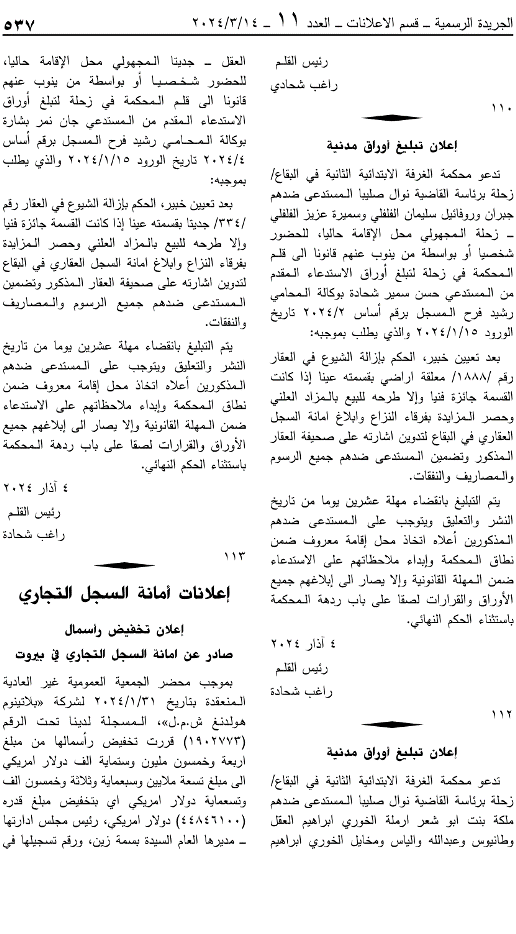 الجريدة الرسمية ــ قسم الاعلانات ــ العدد ١١ ــ ٢٠٢٤/٣/١٤
٥٣٧
رئيس القلم
راغب شحادي
١١٠
إعلان تبليغ أوراق مدنية
تدعو محكمة الغرفة الابتدائية الثانية في البقاع/
زحلة برئاسة القاضية نوال صليبا المستدعى ضدهم
جبران وروفائيل سليمان الفلفلي وسميرة عزيز الفلفلي
ــ زحلة المجهولي محل الإقامة حاليا، للحضور
شخصيا أو بواسطة من ينوب عنهم قانونا الى قلم
المحكمة في زحلة لتبلغ أوراق الاستدعاء المقدم
من المستدعي حسن سمير شحادة بوكالة المحامي
رشيد فرح المسجل برقم أساس ٢٠٢٤/٢ تاريخ
الورود ٢٠٢٤/١/١٥ والذي يطلب بموجبه:
بعد تعيين خبير، الحكم بإزالة الشيوع في العقار
رقم /١٨٨٨/ معلقة اراضي بقسمته عينا إذا كانت
القسمة جائزة فنيا وإلا طرحه للبيع بالمزاد العلني
وحصر المزايدة بفرقاء النزاع وابلاغ امانة السجل
العقاري في البقاع لتدوين اشارته على صحيفة العقار
المذكور وتضمين المستدعى ضدهم جميع الرسوم
والمصاريف والنفقات.
يتم التبليغ بانقضاء مهلة عشرين يوما من تاريخ
النشر والتعليق ويتوجب على المستدعى ضدهم
المذكورين أعلاه اتخاذ محل إقامة معروف ضمن
نطاق المحكمة وإبداء ملاحظاتهم على الاستدعاء
ضمن المهلة القانونية وإلا يصار الى إبلاغهم جميع
الأوراق والقرارات لصقا على باب ردهة المحكمة
باستثناء الحكم النهائي.
٤ آذار ٢٠٢٤
رئيس القلم
راغب شحادة
١١٢
إعلان تبليغ أوراق مدنية
تدعو محكمة الغرفة الابتدائية الثانية في البقاع/
زحلة برئاسة القاضية نوال صليبا المستدعى ضدهم
ملكة بنت ابو شعر ارملة الخوري ابراهيم العقل
وطانيوس وعبدالله والياس ومخايل الخوري ابراهيم
العقل ــ جديتا المجهولي محل الإقامة حاليا،
للحضور شخصيا أو بواسطة من ينوب عنهم
قانونا الى قلم المحكمة في زحلة لتبلغ أوراق
الاستدعاء المقدم من المستدعي جان نمر بشارة
بوكالة المحامي رشيد فرح المسجل برقم أساس
٢٠٢٤/٤ تاريخ الورود ٢٠٢٤/١/١٥ والذي يطلب
بموجبه:
بعد تعيين خبير، الحكم بإزالة الشيوع في العقار رقم
/٣٣٤/ جديتا بقسمته عينا إذا كانت القسمة جائزة فنيا
وإلا طرحه للبيع بالمزاد العلني وحصر المزايدة
بفرقاء النزاع وابلاغ امانة السجل العقاري في البقاع
لتدوين اشارته على صحيفة العقار المذكور وتضمين
المستدعى ضدهم جميع الرسوم والمصاريف
والنفقات.
يتم التبليغ بانقضاء مهلة عشرين يوما من تاريخ
النشر والتعليق ويتوجب على المستدعى ضدهم
المذكورين أعلاه اتخاذ محل إقامة معروف ضمن
نطاق المحكمة وإبداء ملاحظاتهم على الاستدعاء
ضمن المهلة القانونية وإلا يصار الى ابلاغهم جميع
الأوراق والقرارات لصقا على باب ردهة المحكمة
باستثناء الحكم النهائي.
٤ آذار ٢٠٢٤
رئيس القلم
راغب شحادة
١١٣
إعلانات أمانة السجل التجاري
إعلان تخفيض رأسمال
صادر عن امانة السجل التجاري في بيروت
بموجب محضر الجمعية العمومية غير العادية
المنعقدة بتاريخ ٢٠٢٤/١/٣١ لشركة «بلاتينوم
هولدنغ ش.م.ل»، المسجلة لدينا تحت الرقم
(١٩٠٢٧٧٣) قررت تخفيض رأسمالها من مبلغ
اربعة وخمسون مليون وستماية الف دولار امريكي
الى مبلغ تسعة ملايين وسبعماية وثلاثة وخمسون الف
وتسعماية دولار امريكي اي بتخفيض مبلغ قدره
(٤٤٨٤٦١٠٠) دولار امريكي، رئيس مجلس ادارتها
ــ مديرها العام السيدة بسمة زين، ورقم تسجيلها في